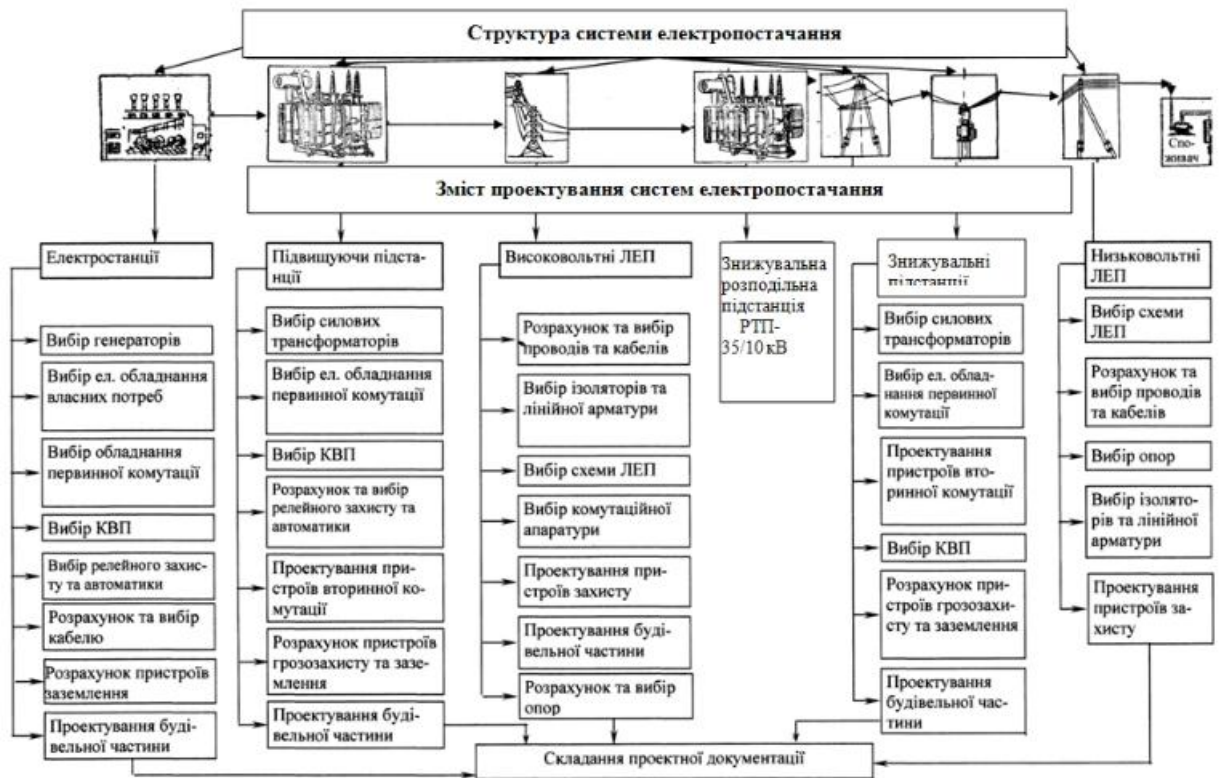 Структура системи електропостачання
Спо-
живач
Зміст проектування систем електропостачання
Електростанції
Вибір генераторів
Вибір ел. обладнання
власних потреб
Вибір обладнання
первинної комутації
Вибір КВП
Вибір релейного захис-
ту та автоматики
Розрахунок та вибір
кабелю
Розрахунок пристроїв
заземлення
Проектування буді-
вельної частини
Підвищуючи підста-
нції
Вибір силових
трансформаторів
Вибір ел. обладнання
первинної комутації
Вибір КВП
Розрахунок та вибір
релейного захисту та
автоматики
Проектування при-
строїв вторинної ко-
мутації
Розрахунок пристроїв
грозозахисту та зазе-
млення
Проектування буді-
вельної частини
Високовольтні ЛЕП
Розрахунок та вибір
проводів та кабелів
Вибір ізоляторів та
лінійної арматури
Вибір схеми ЛЕП
Вибір комутаційної
апаратури
Проектування при-
строїв захисту
Проектування буді-
вельної частини
Розрахунок та вибір
опор
Знижувальна
розподільна
підстанція
РТП-
35/10 кВ
Знижувальні
підстанції
Вибір силових
трансформаторів
Вибір ел. облад-
нання первинної
комутації
Проектування
пристроїв вто-
ринної комутації
Вибір КВП
Розрахунок при-
строїв грозозахи-
сту та заземлення
Проектування
будівельної час-
тини
Низьковольтні
ЛЕП
Вибір схеми
ЛЕП
Розрахунок та
вибір проводів
та кабелів
Вибір опор
Вибір ізолято-
рів та лінійної
арматури
Проектування
пристроїв за-
хисту
Складання проектної документації